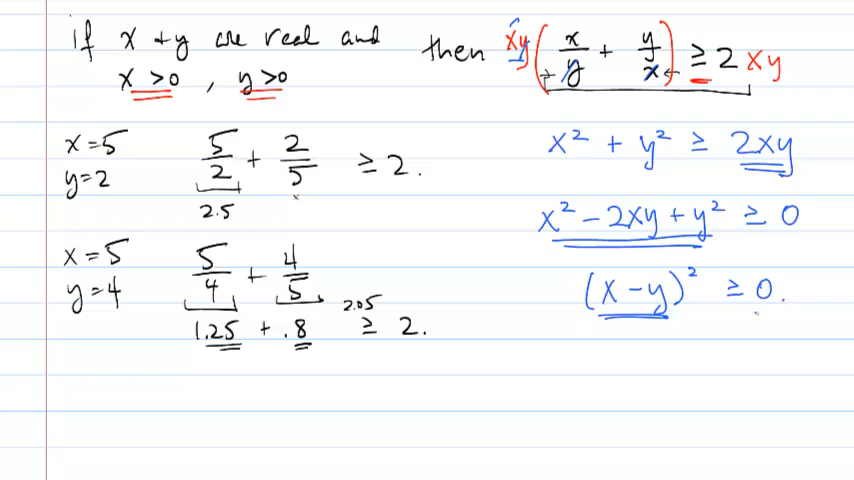 if x + y are real and then xy ( x/y + y/x ) ≥ 2 xy
x > 0 , y > 0
x = 5
y = 2
5/2 + 2/5 ≥ 2.
2.5
x = 5
y = 4
5/4 + 4/5
1.25 + .8 2.05 ≥ 2.
x² + y² ≥ 2xy
x² - 2xy + y² ≥ 0
(x - y)² ≥ 0.